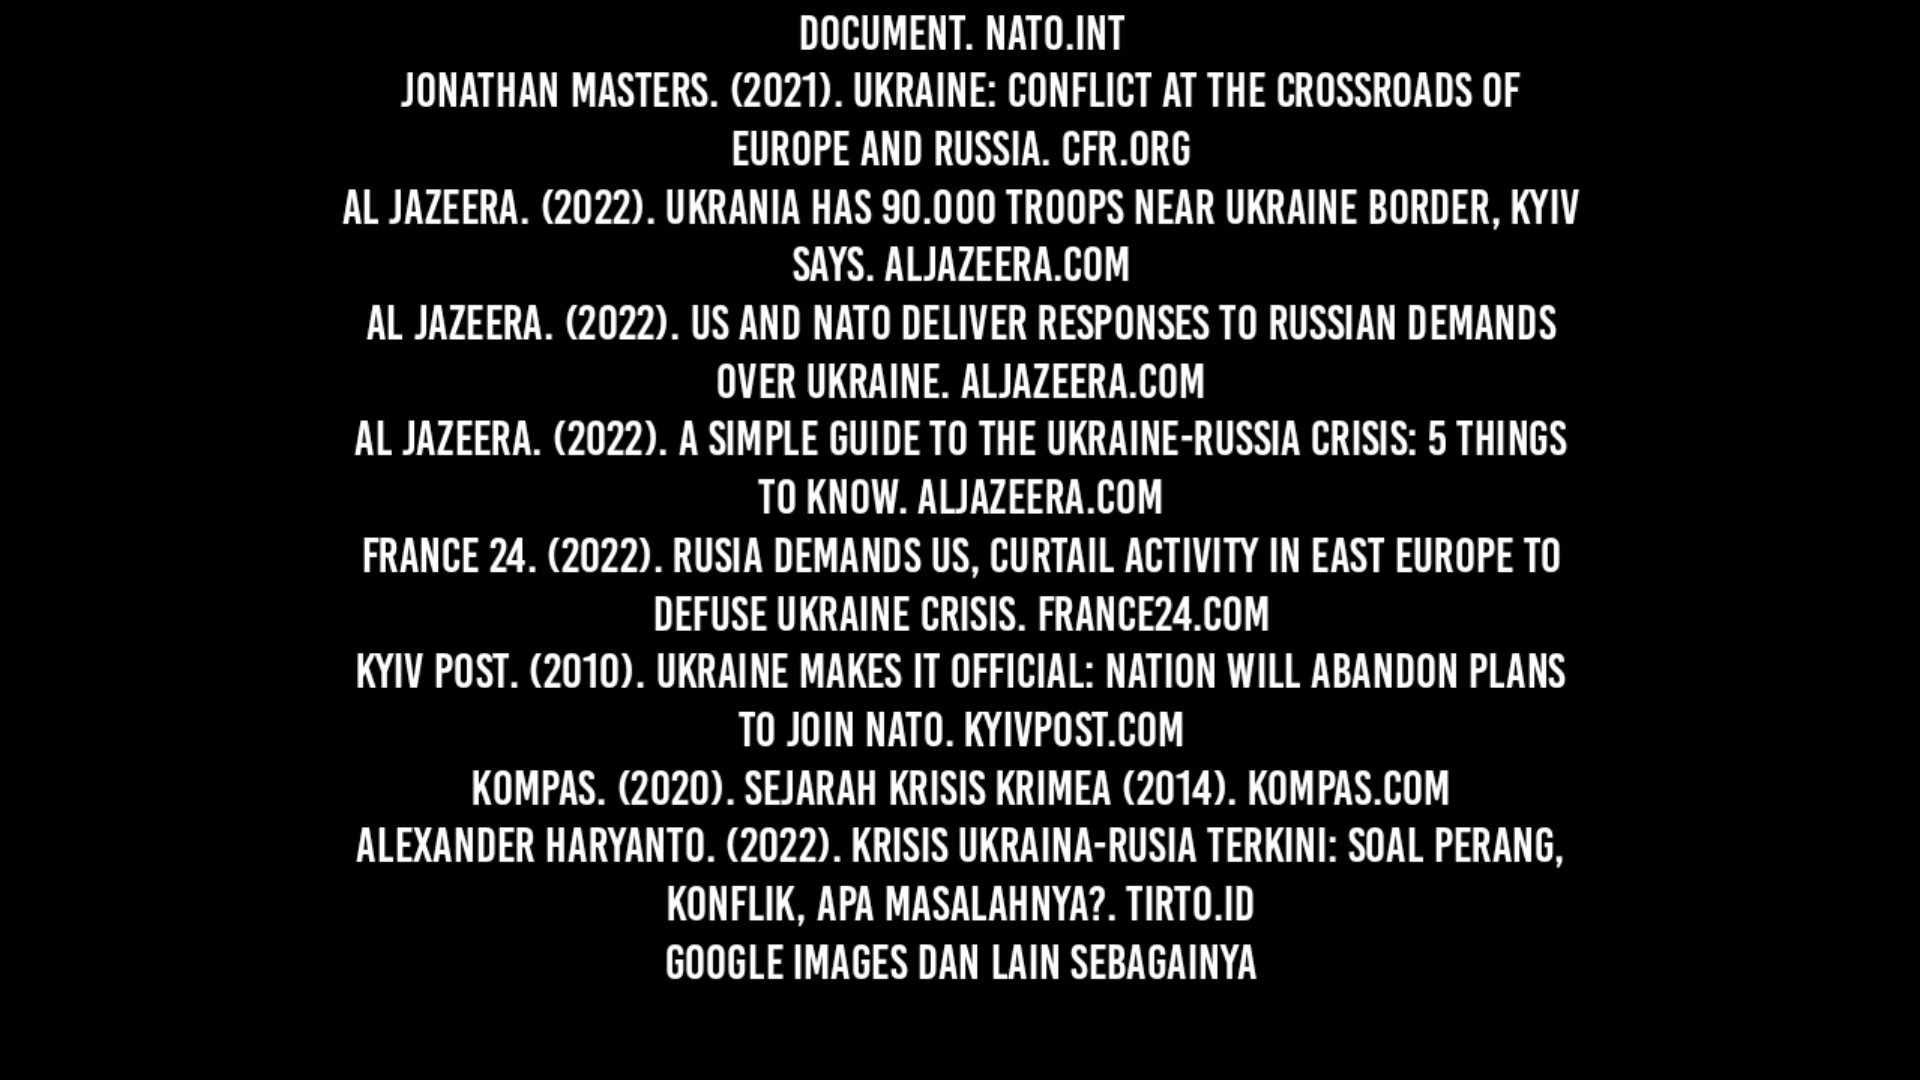 DOCUMENT. NATO.INT
JONATHAN MASTERS. (2021). UKRAINE: CONFLICT AT THE CROSSROADS OF
EUROPE AND RUSSIA. CFR.ORG
AL JAZEERA. (2022). UKRANIA HAS 90.000 TROOPS NEAR UKRAINE BORDER, KYIV
SAYS. ALJAZEERA.COM
AL JAZEERA. (2022). US AND NATO DELIVER RESPONSES TO RUSSIAN DEMANDS
OVER UKRAINE. ALJAZEERA.COM
AL JAZEERA. (2022). A SIMPLE GUIDE TO THE UKRAINE-RUSSIA CRISIS: 5 THINGS
TO KNOW. ALJAZEERA.COM
FRANCE 24. (2022). RUSIA DEMANDS US, CURTAIL ACTIVITY IN EAST EUROPE TO
DEFUSE UKRAINE CRISIS. FRANCE24.COM
KYIV POST. (2010). UKRAINE MAKES IT OFFICIAL: NATION WILL ABANDON PLANS
TO JOIN NATO. KYIVPOST.COM
KOMPAS. (2020). SEJARAH KRISIS KRIMEA (2014). KOMPAS.COM
ALEXANDER HARYANTO. (2022). KRISIS UKRAINA-RUSIA TERKINI: SOAL PERANG,
KONFLIK, APA MASALAHNYA?. TIRTO.ID
GOOGLE IMAGES DAN LAIN SEBAGAINYA